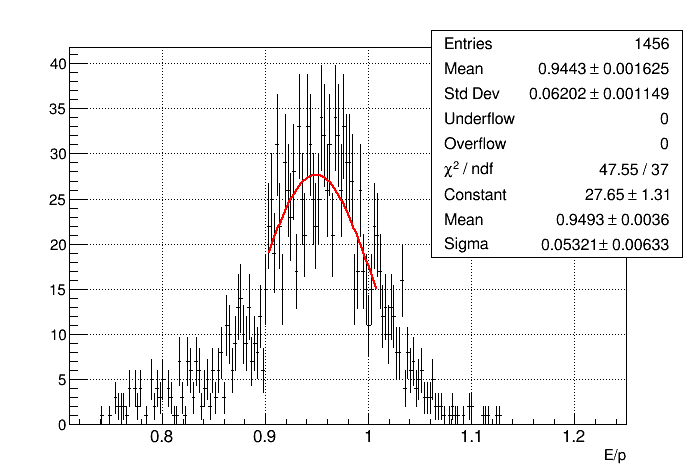 Entries 1456
Mean 0.9443 ± 0.001625
Std Dev 0.06202 ± 0.001149
Underflow 0
Overflow 0
χ² / ndf 47.55 / 37
Constant 27.65 ± 1.31
Mean 0.9493 ± 0.0036
Sigma 0.05321± 0.00633
40
35
30
25
20
15
10
5
0
0.8 0.9 1 1.1 1.2
E/p